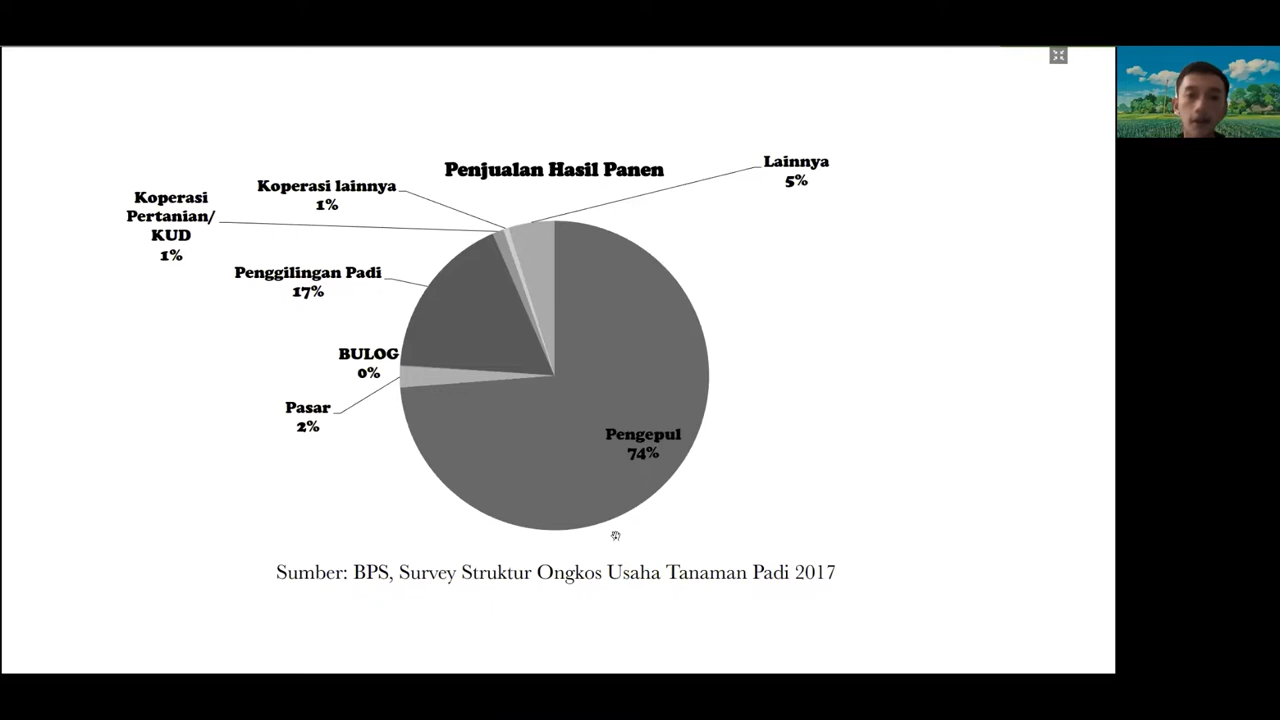 Penjualan Hasil Panen
Lainnya
5%
Koperasi lainnya
1%
Koperasi
Pertanian/
KUD
1%
Penggilingan Padi
17%
BULOG
0%
Pasar
2%
Pengepul
74%
Sumber: BPS, Survey Struktur Ongkos Usaha Tanaman Padi 2017